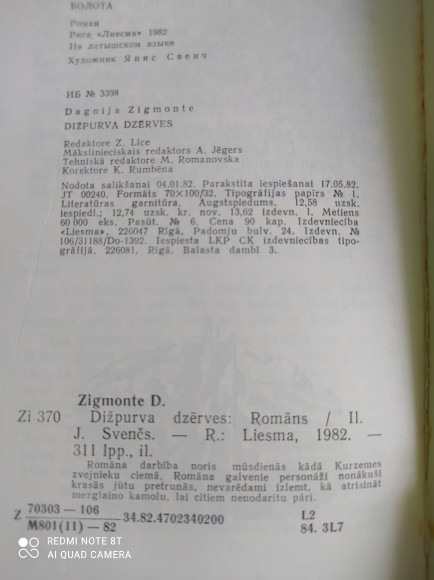 БОЛОТА
Роман
Рига «Лиесма» 1982
На латышском языке
Художник Янис Свенч
ИБ № 3398
Dagnija Zigmonte
DIŽPURVA DZĒRVES
Redaktore Z. Lice
Mākslinieciskais redaktors A. Jēgers
Tehniskā redaktore M. Romanovska
Korektore K. Rumbēna
Nodota salikšanai 04.01.82. Parakstīta iespiešanai 17.05.82.
JT 00240. Formāts 70×100/32. Tipogrāfijas papīrs № 1.
Literatūras garnitūra. Augstspiedums. 12,58 uzsk.
iespiedl.; 12,74 uzsk. kr. nov. 13,62 izdevn. l. Metiens
60 000 eks. Pasūt. № 6. Cena 90 kap. Izdevniecība
«Liesma», 226047 Rīgā, Padomju bulv. 24. Izdevn. №
106/31188/Do-1392. Iespiesta LKP CK izdevniecības tipo-
grāfijā, 226081, Rīgā, Balasta dambī 3.
Zigmonte D.
Zi 370 Dižpurva dzērves: Romāns / Il.
J. Svenčs. — R.: Liesma, 1982. —
311 lpp., il.
Romāna darbība noris mūsdienās kādā Kurzemes
zvejnieku ciemā. Romāna galvenie personāži nonākuši
krasās jūtu pretrunās, nevarēdami izlemt, kā atrisināt
mezglaino kamolu, lai citiem nenodarītu pāri.
Z 70303 — 106
M801(11) — 82 34.82.4702340200 L2
84. 3L7
REDMI NOTE 8T
AI QUAD CAMERA